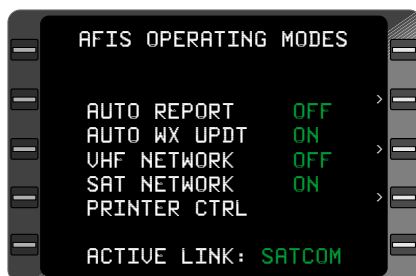 AFIS OPERATING MODES
>
AUTO REPORT OFF
AUTO WX UPDT ON
>
VHF NETWORK OFF
SAT NETWORK ON
>
PRINTER CTRL
ACTIVE LINK: SATCOM